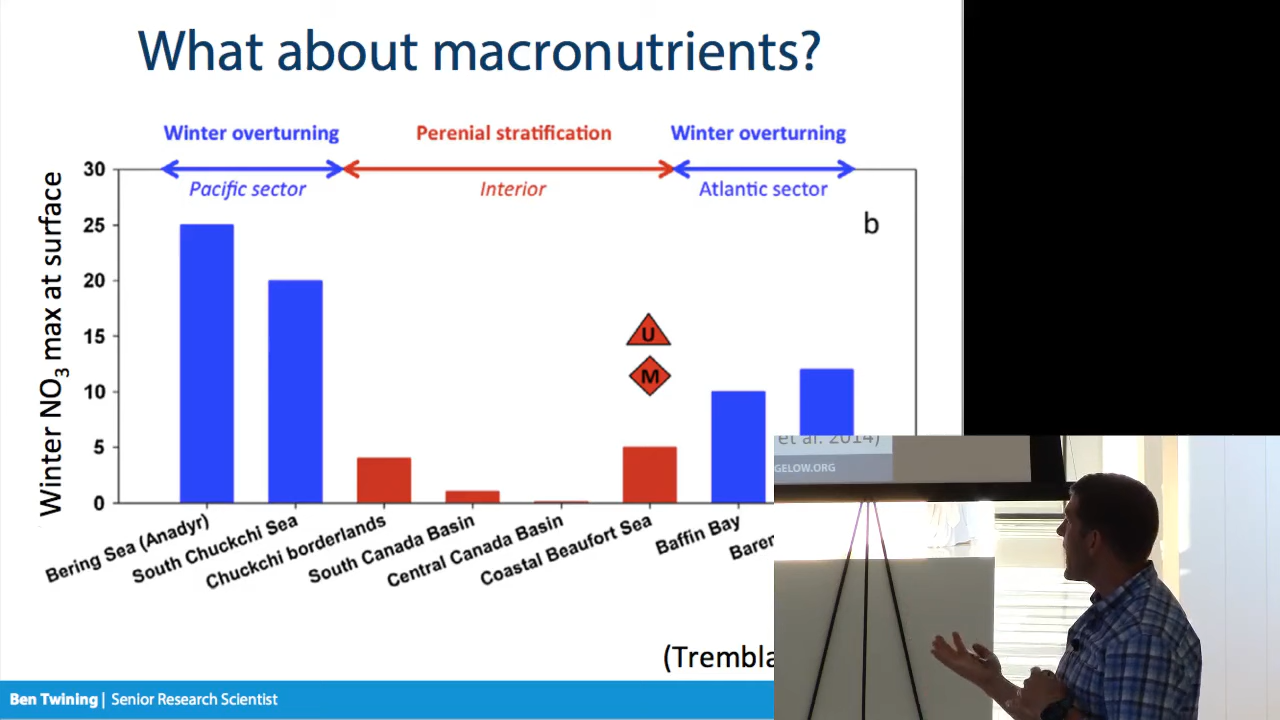 What about macronutrients?
Winter overturning
Perenial stratification
Winter overturning
Pacific sector
Interior
Atlantic sector
b
Winter NO3 max at surface
30
25
20
15
10
5
0
U
M
Bering Sea (Anadyr)
South Chuckchi Sea
Chuckchi borderlands
South Canada Basin
Central Canada Basin
Coastal Beaufort Sea
Baffin Bay
et al. 2014)
GELOW.ORG
Ben Twining | Senior Research Scientist